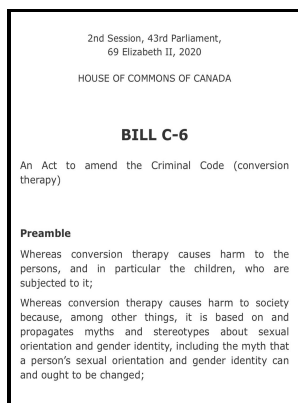 2nd Session, 43rd Parliament,
69 Elizabeth II, 2020
HOUSE OF COMMONS OF CANADA
BILL C-6
An Act to amend the Criminal Code (conversion
therapy)
Preamble
Whereas conversion therapy causes harm to the
persons, and in particular the children, who are
subjected to it;
Whereas conversion therapy causes harm to society
because, among other things, it is based on and
propagates myths and stereotypes about sexual
orientation and gender identity, including the myth that
a person's sexual orientation and gender identity can
and ought to be changed;